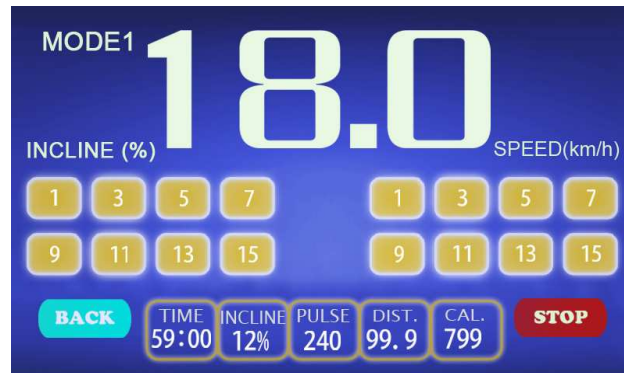 MODE1
18.0
INCLINE (%)
SPEED(km/h)
1 3 5 7 1 3 5 7
9 11 13 15 9 11 13 15
BACK
TIME INCLINE PULSE DIST. CAL.
59:00 12% 240 99.9 799
STOP